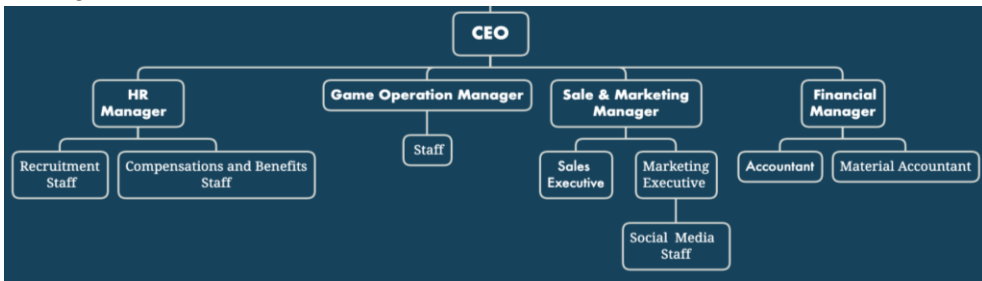 CEO
HR
Manager
Game Operation Manager
Sale & Marketing
Manager
Financial
Manager
Recruitment
Staff
Compensations and Benefits
Staff
Staff
Sales
Executive
Marketing
Executive
Accountant
Material Accountant
Social Media
Staff